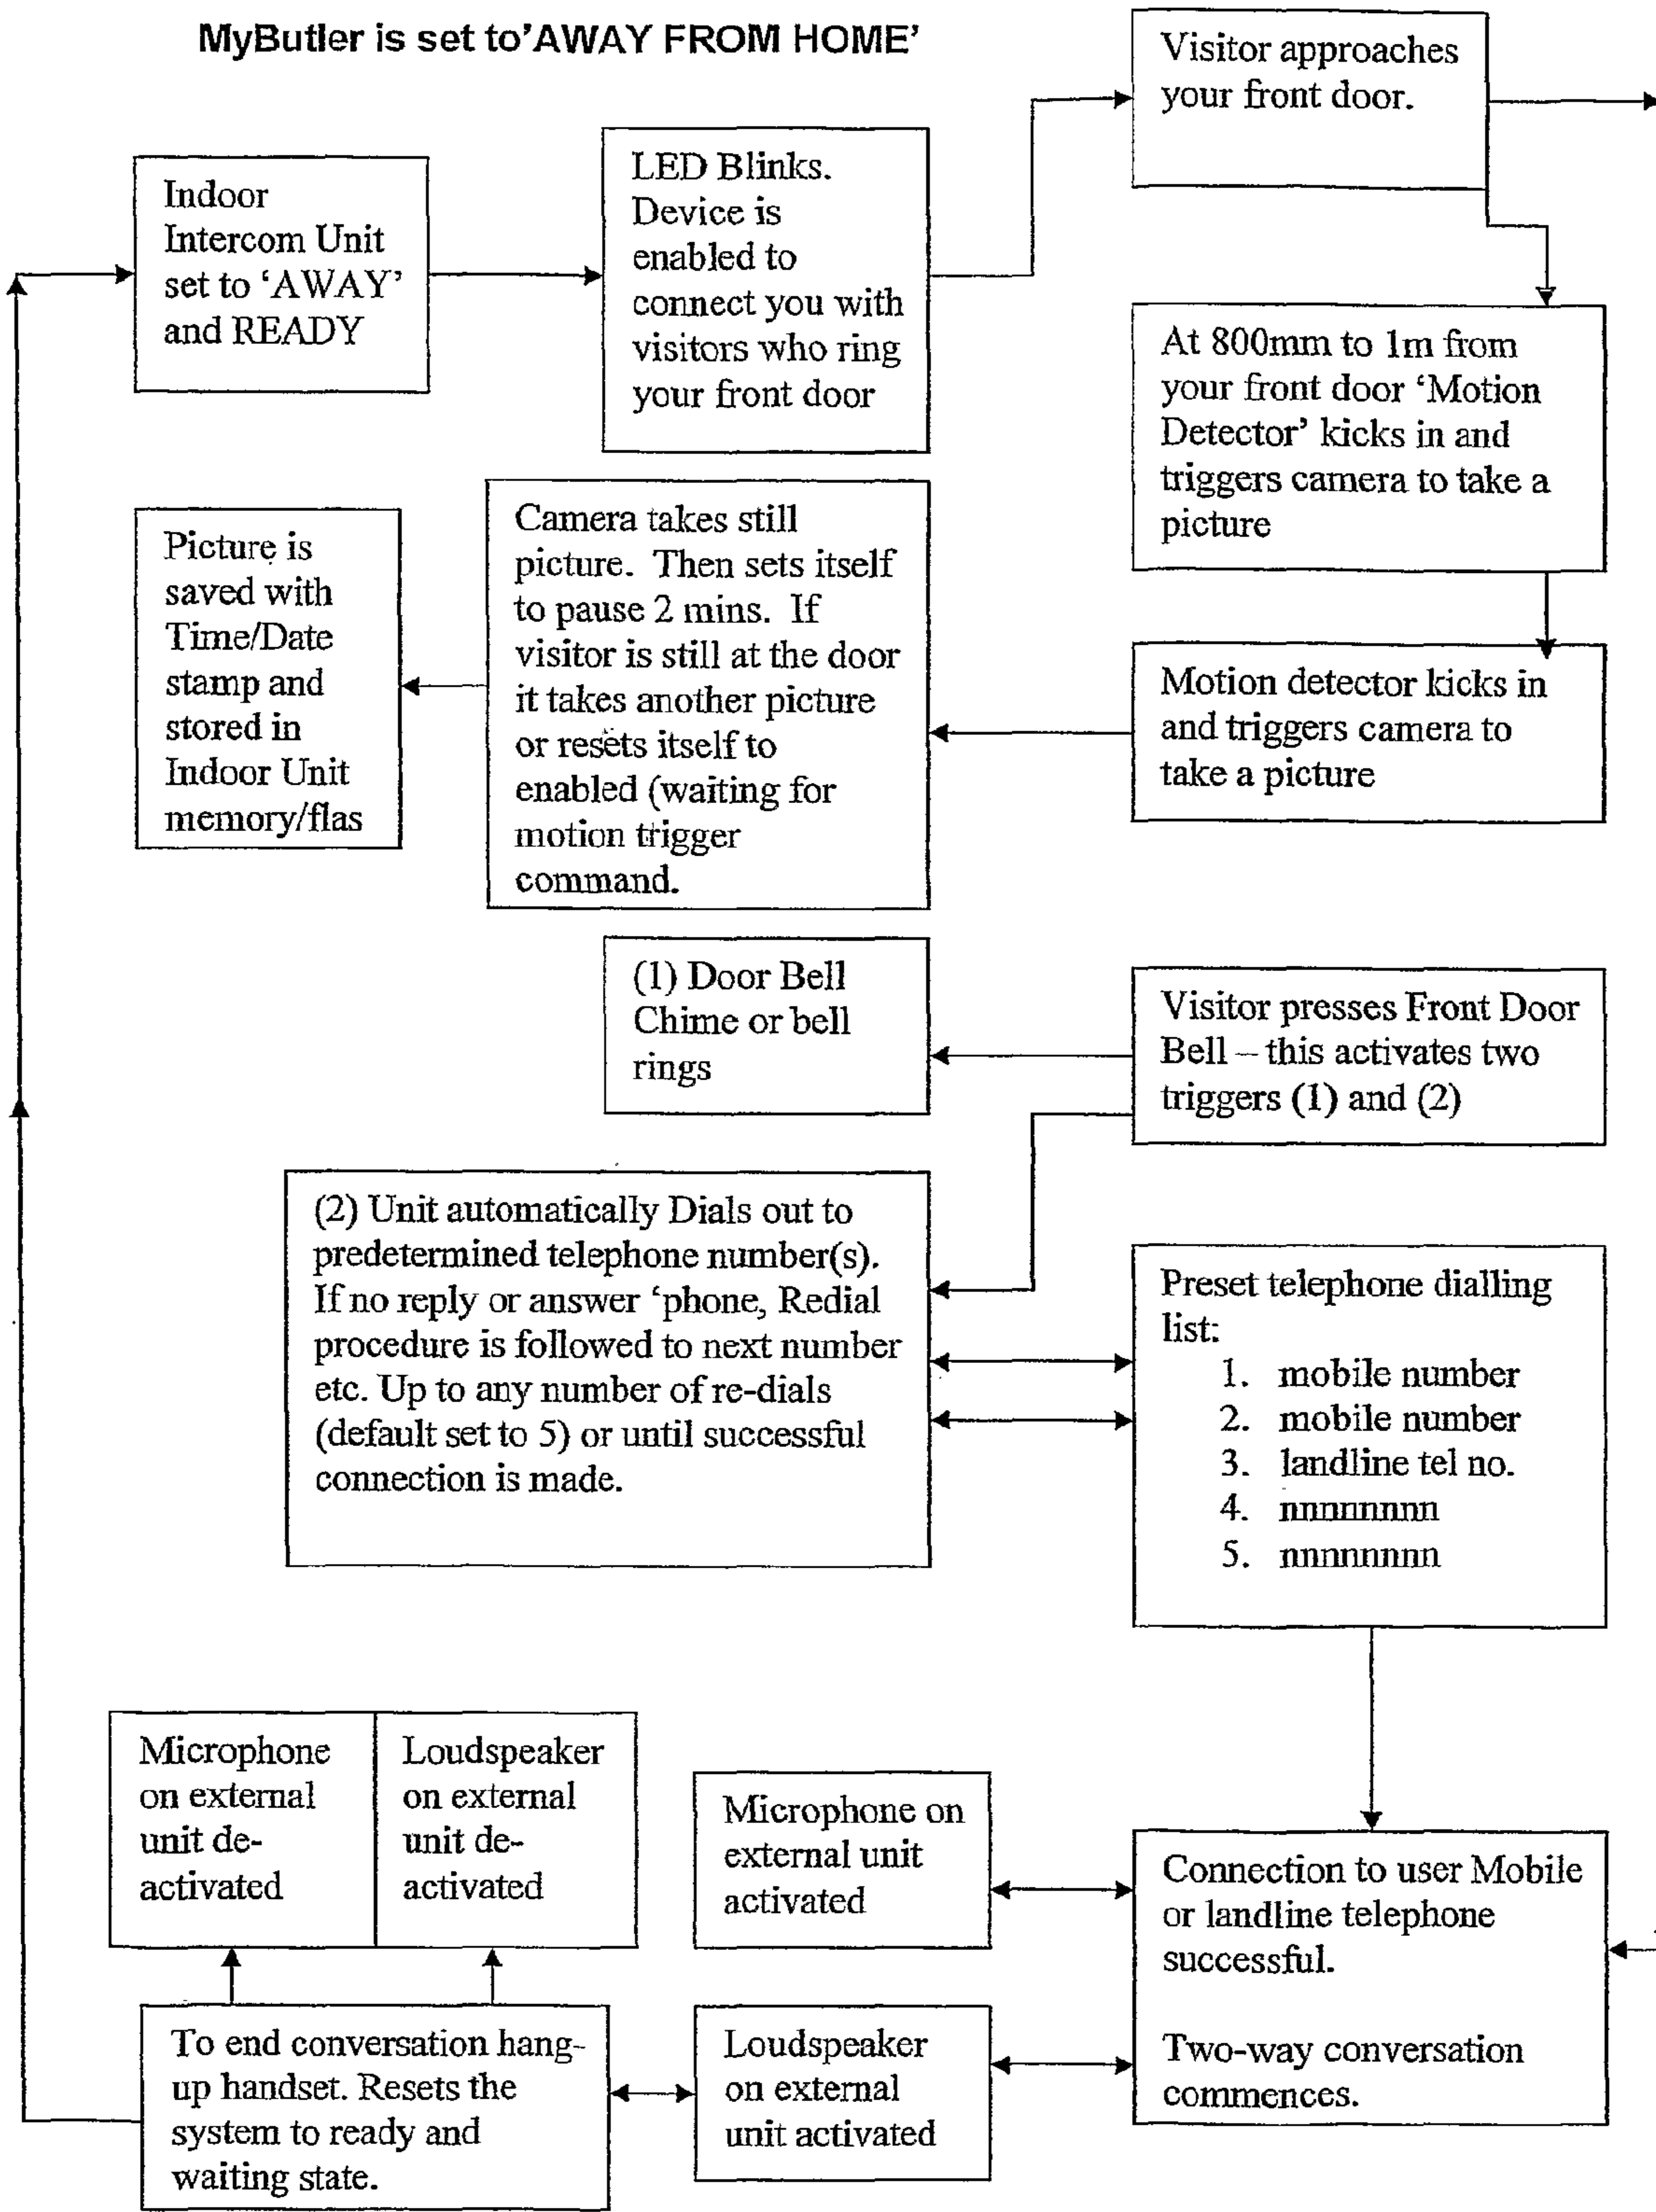 MyButler is set to'AWAY FROM HOME'
Visitor approaches
your front door.
Indoor
Intercom Unit
set to ‘AWAY’
and READY
LED Blinks.
Device is
enabled to
connect you with
visitors who ring
your front door
At 800mm to 1m from
your front door ‘Motion
Detector’ kicks in and
triggers camera to take a
picture
Motion detector kicks in
and triggers camera to
take a picture
Camera takes still
picture. Then sets itself
to pause 2 mins. If
visitor is still at the door
it takes another picture
or resets itself to
enabled (waiting for
motion trigger
command.
Picture is
saved with
Time/Date
stamp and
stored in
Indoor Unit
memory/flas
Visitor presses Front Door
Bell – this activates two
triggers (1) and (2)
(1) Door Bell
Chime or bell
rings
(2) Unit automatically Dials out to
predetermined telephone number(s).
If no reply or answer ‘phone, Redial
procedure is followed to next number
etc. Up to any number of re-dials
(default set to 5) or until successful
connection is made.
Preset telephone dialling
list:
1. mobile number
2. mobile number
3. landline tel no.
4. nnnnnnnn
5. nnnnnnnn
Connection to user Mobile
or landline telephone
successful.
Two-way conversation
commences.
Microphone on
external unit
activated
Loudspeaker
on external
unit activated
Microphone
on external
unit de-
activated
Loudspeaker
on external
unit de-
activated
To end conversation hang-
up handset. Resets the
system to ready and
waiting state.